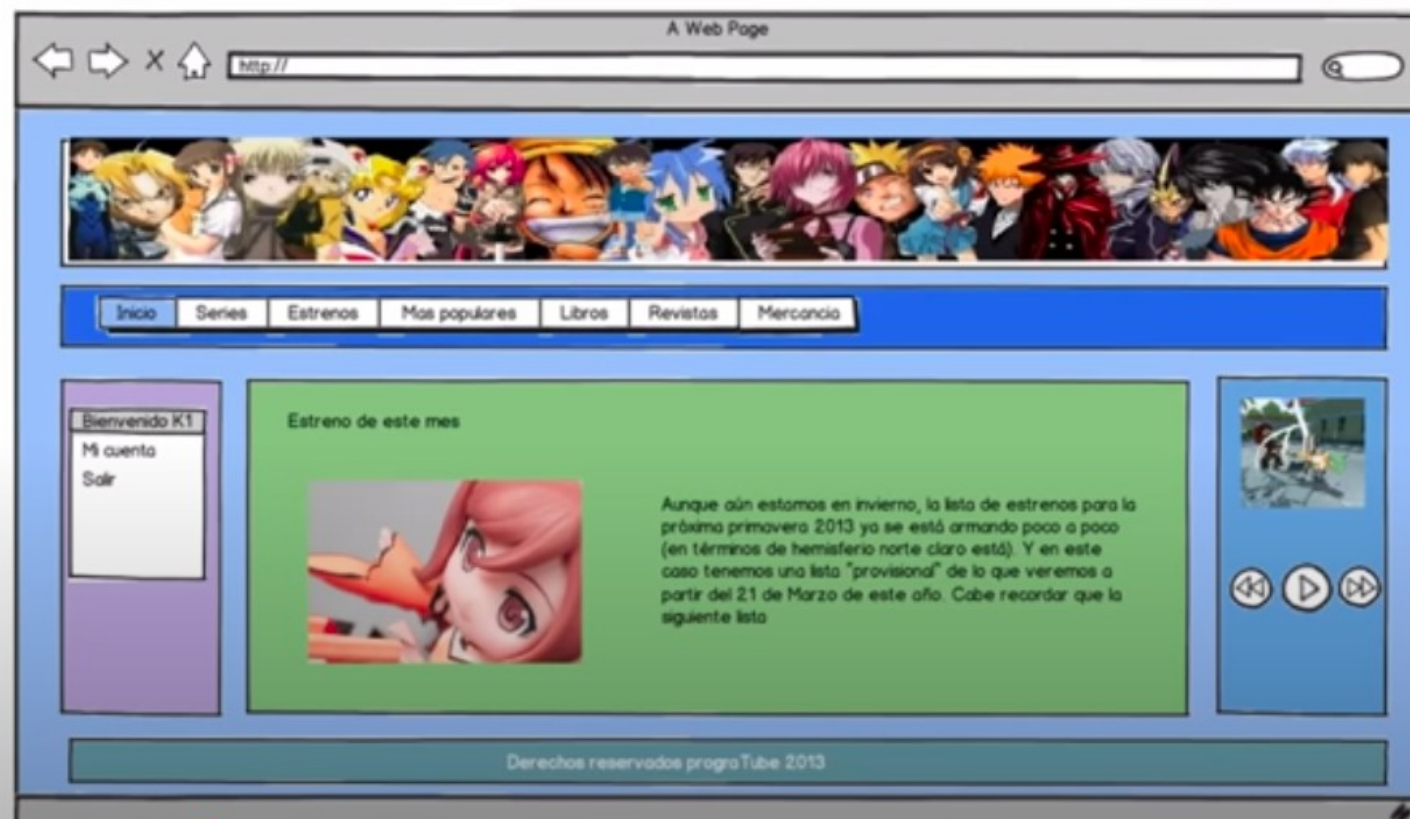 A Web Page
http://
Inicio Series Estrenos Mas populares Libros Revistas Mercancia
Bienvenido K1
Mi cuenta
Salir
Estreno de este mes
Aunque aún estamos en invierno, la lista de estrenos para la
próxima primavera 2013 ya se está armando poco a poco
(en términos de hemisferio norte claro está). Y en este
caso tenemos una lista "provisional" de lo que veremos a
partir del 21 de Marzo de este año. Cabe recordar que la
siguiente lista
Derechos reservados prograTube 2013